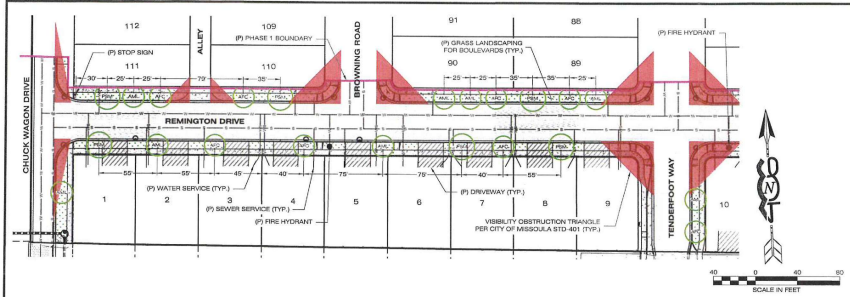 112
109
91
88
ALLEY
(P) PHASE 1 BOUNDARY
BROWNING ROAD
(P) STOP SIGN
(P) GRASS LANDSCAPING
FOR BOULEVARDS (TYP.)
(P) FIRE HYDRANT
111
110
90
89
30'
25'
25'
79'
35'
25'
25'
25'
25'
35'
CHUCK WAGON DRIVE
REMINGTON DRIVE
55'
55'
45'
40'
75'
75'
40'
55'
(P) WATER SERVICE (TYP.)
(P) DRIVEWAY (TYP.)
(P) SEWER SERVICE (TYP.)
(P) FIRE HYDRANT
1
2
3
4
5
6
7
8
9
10
VISIBILITY OBSTRUCTION TRIANGLE
PER CITY OF MISSOULA STD-401 (TYP.)
TENDERFOOT WAY
N
40
0
40
80
SCALE IN FEET